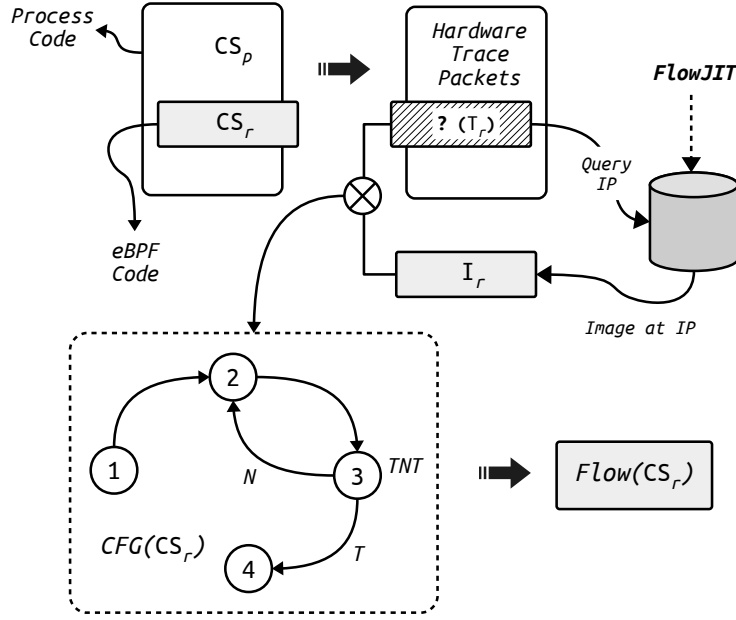 Process
Code
CS_p
CS_r
eBPF
Code
Hardware
Trace
Packets
? (T_r)
FlowJIT
Query
IP
I_r
Image at IP
1
2
3
4
N
TNT
T
CFG(CS_r)
Flow(CS_r)